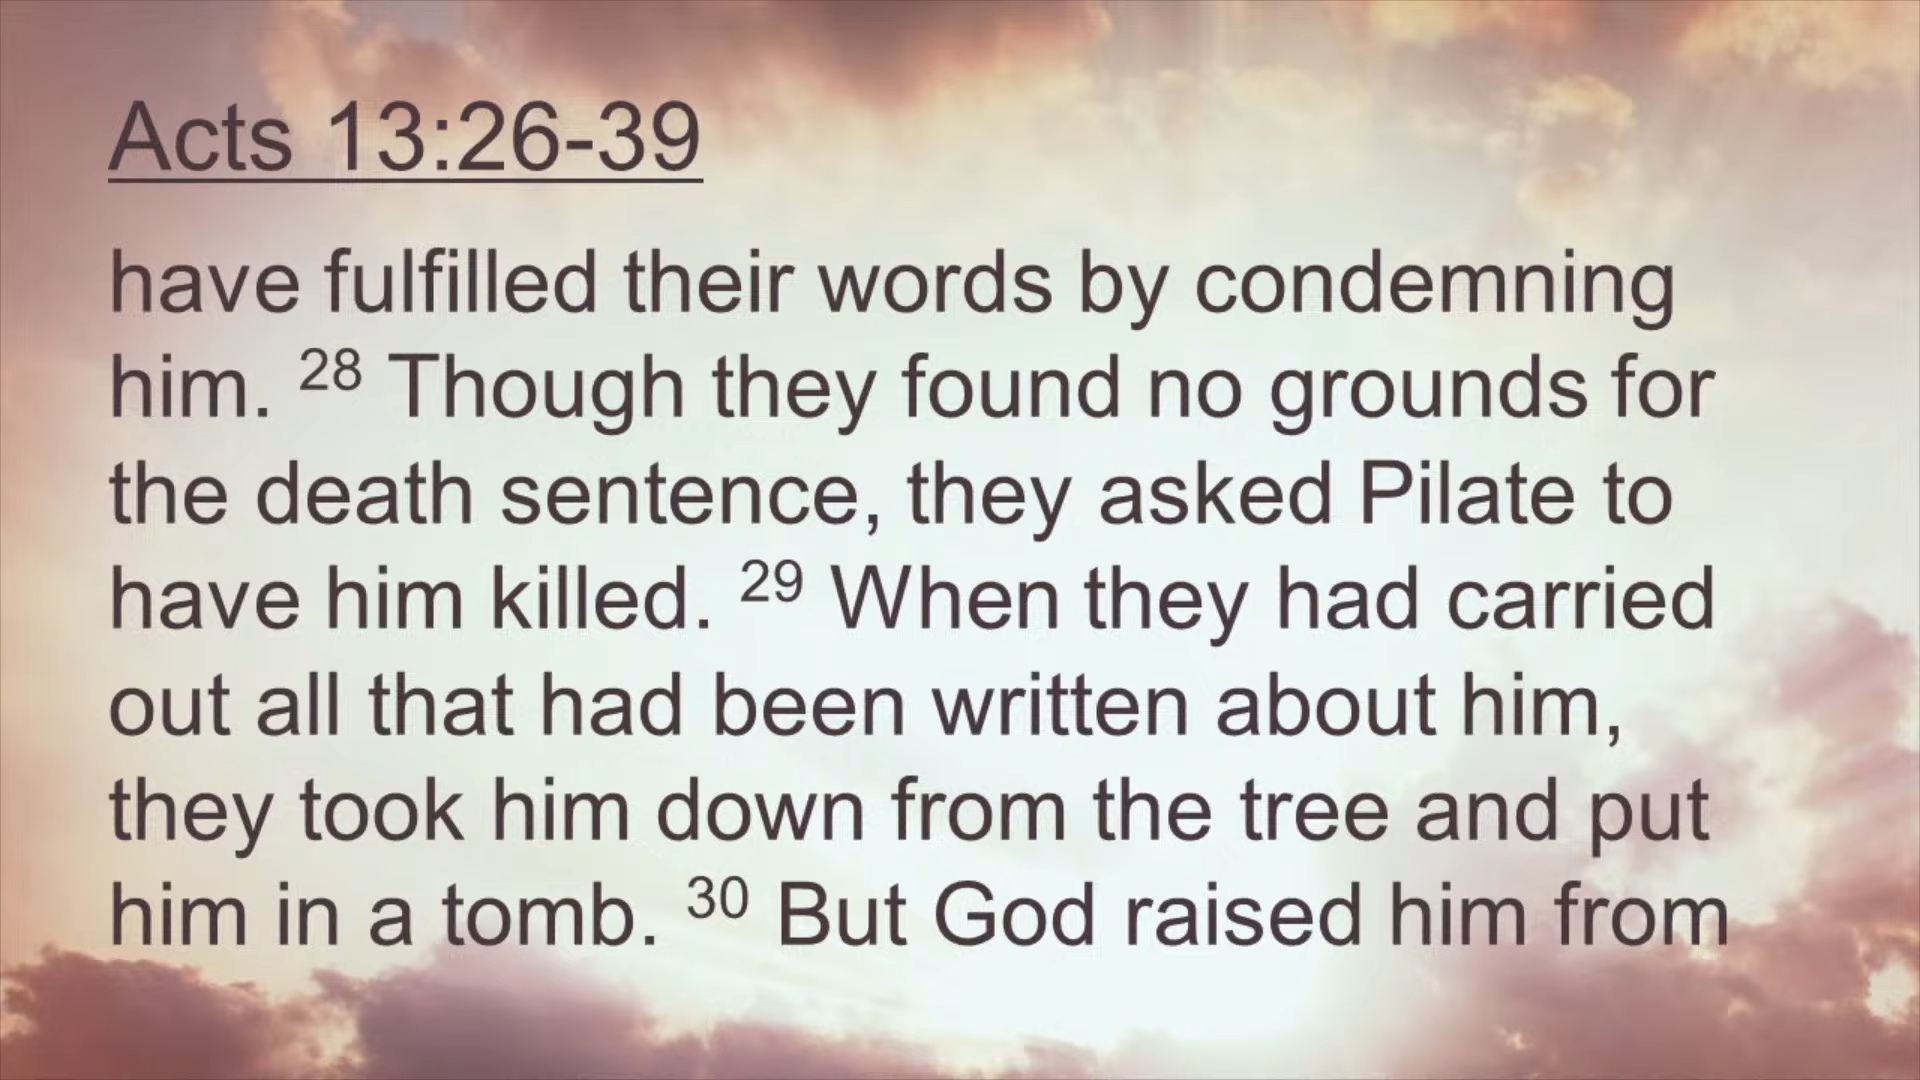 Acts 13:26-39
have fulfilled their words by condemning
him. 28 Though they found no grounds for
the death sentence, they asked Pilate to
have him killed. 29 When they had carried
out all that had been written about him,
they took him down from the tree and put
him in a tomb. 30 But God raised him from